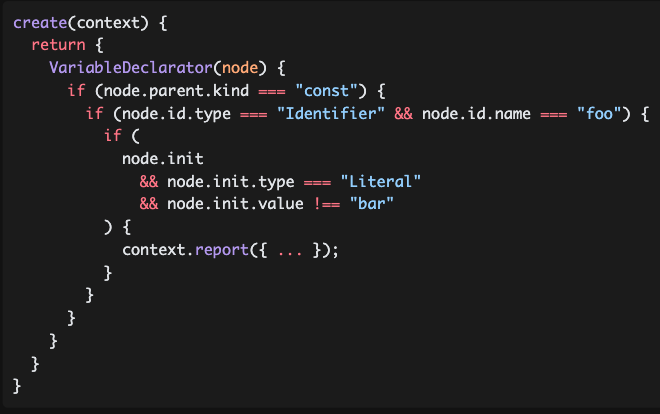 create(context) {
  return {
    VariableDeclarator(node) {
      if (node.parent.kind === "const") {
        if (node.id.type === "Identifier" && node.id.name === "foo") {
          if (
            node.init
              && node.init.type === "Literal"
              && node.init.value !== "bar"
          ) {
            context.report({ ... });
          }
        }
      }
    }
  }
}